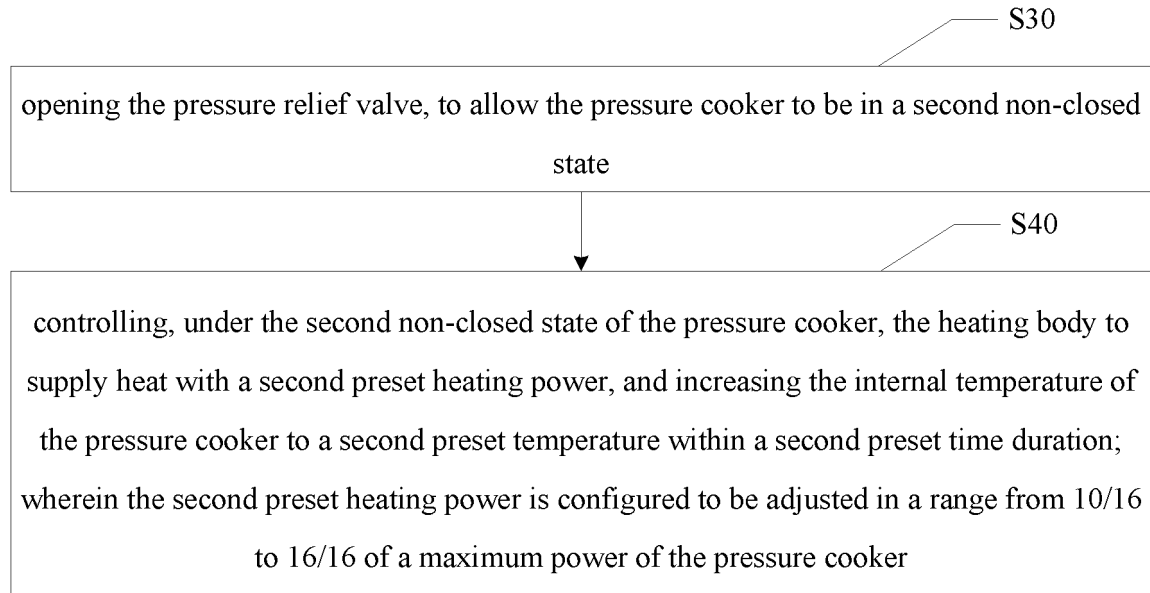 S30
opening the pressure relief valve, to allow the pressure cooker to be in a second non-closed
state
S40
controlling, under the second non-closed state of the pressure cooker, the heating body to
supply heat with a second preset heating power, and increasing the internal temperature of
the pressure cooker to a second preset temperature within a second preset time duration;
wherein the second preset heating power is configured to be adjusted in a range from 10/16
to 16/16 of a maximum power of the pressure cooker